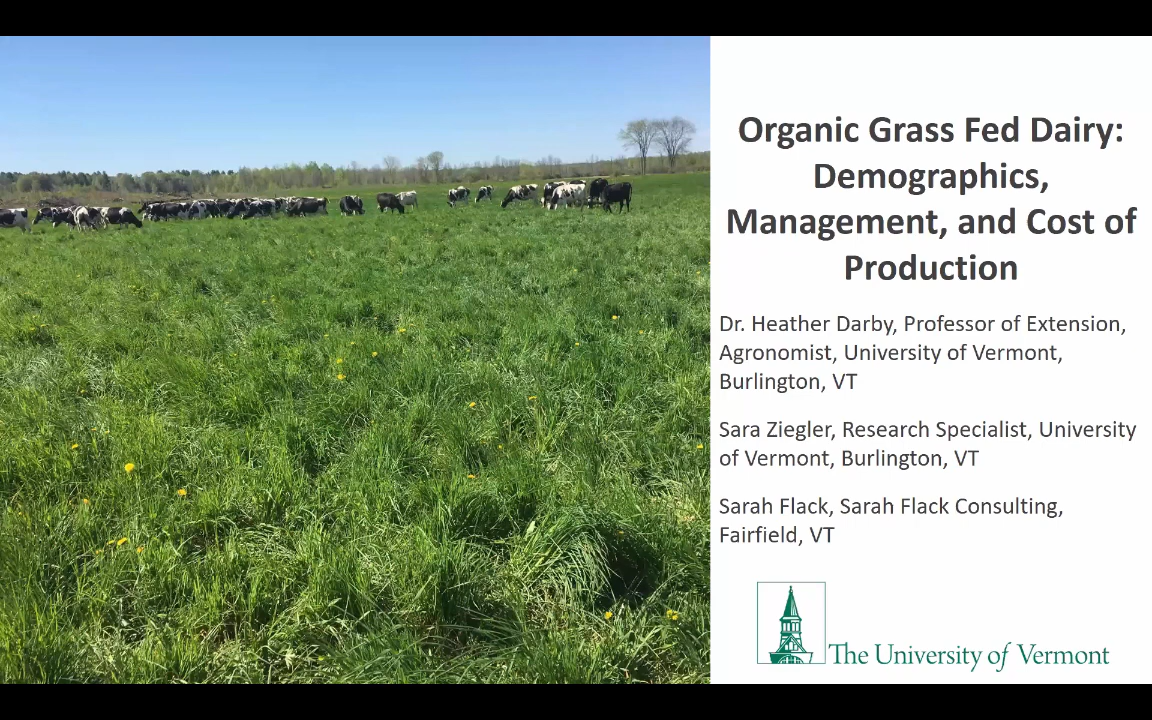 Organic Grass Fed Dairy:
Demographics,
Management, and Cost of
Production
Dr. Heather Darby, Professor of Extension,
Agronomist, University of Vermont,
Burlington, VT
Sara Ziegler, Research Specialist, University
of Vermont, Burlington, VT
Sarah Flack, Sarah Flack Consulting,
Fairfield, VT
The University of Vermont